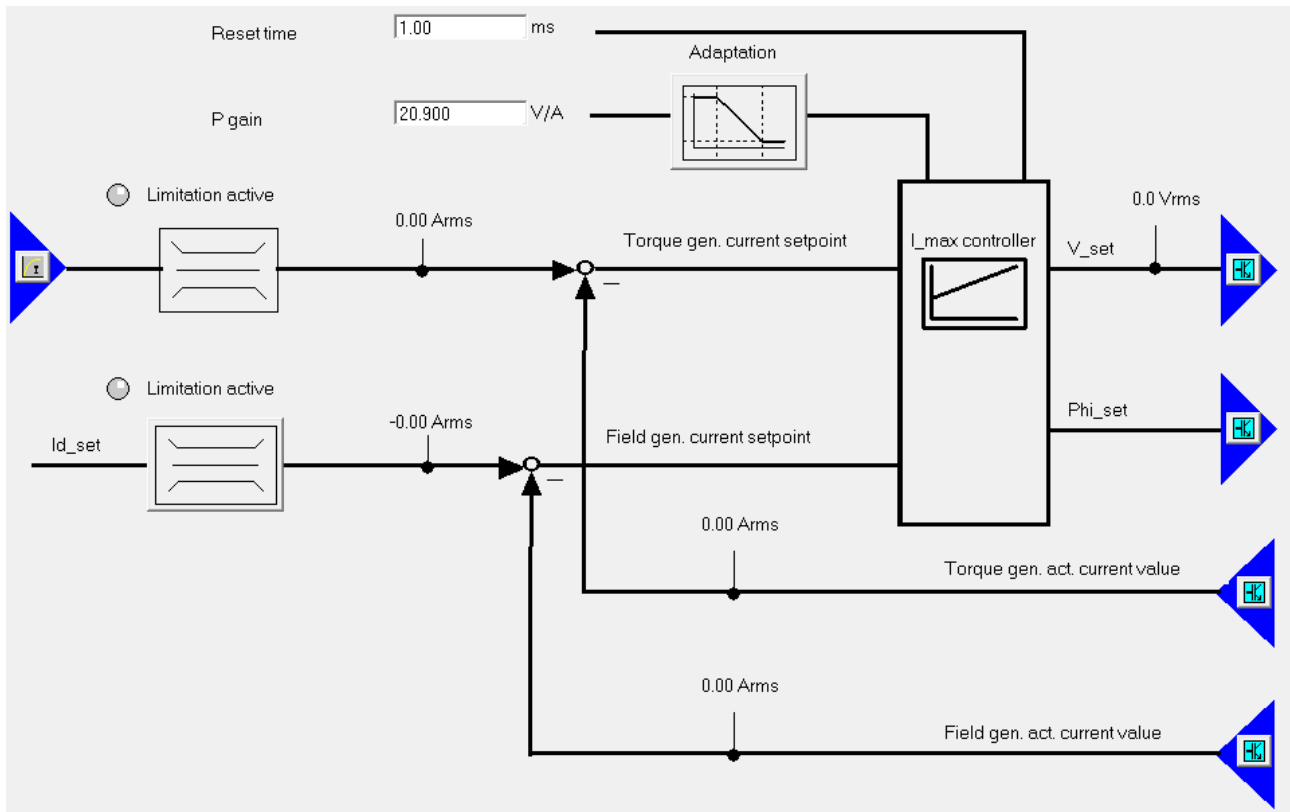 Reset time 1.00 ms
Adaptation
P gain 20.900 V/A
Limitation active
0.00 Arms
0.0 Vrms
Torque gen. current setpoint
I_max controller
V_set
Limitation active
-0.00 Arms
Phi_set
Id_set
Field gen. current setpoint
0.00 Arms
Torque gen. act. current value
0.00 Arms
Field gen. act. current value